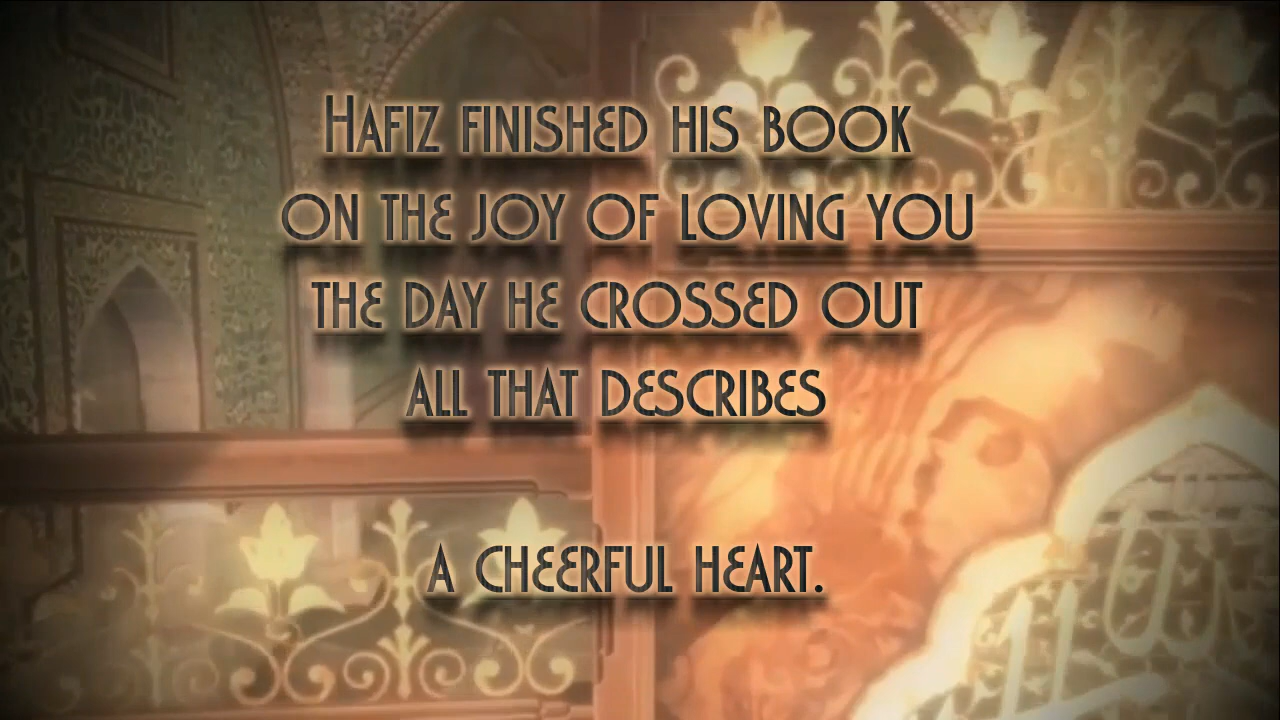 Hafiz finished his book
on the joy of loving you
the day he crossed out
all that describes
a cheerful heart.